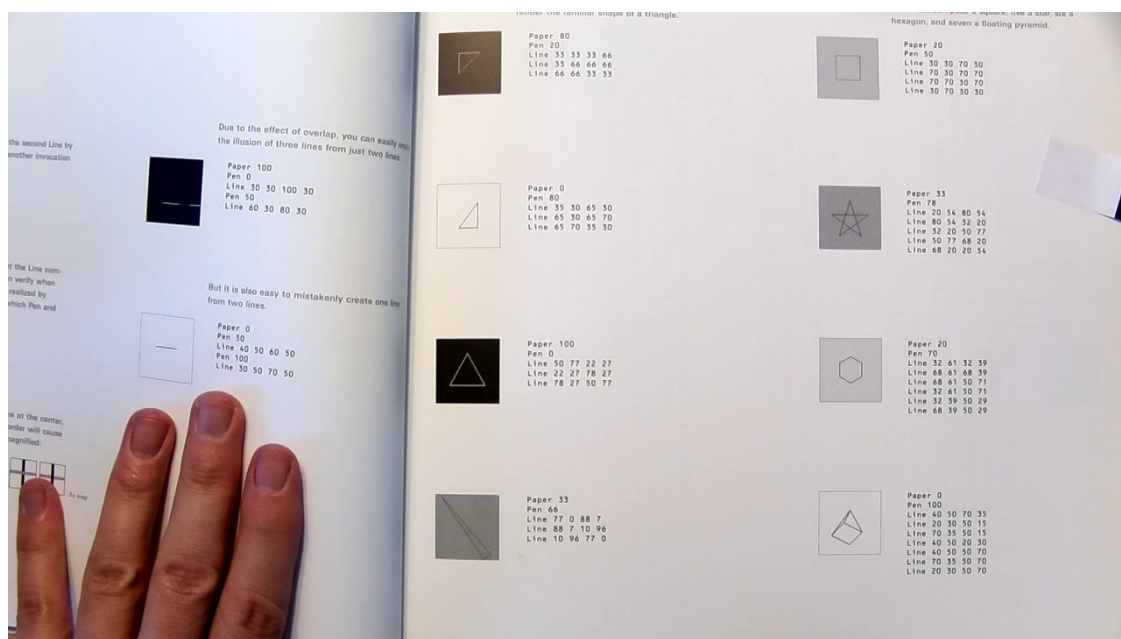 the second Line by
another invocation
Due to the effect of overlap, you can easily
the illusion of three lines from just two lines.
Paper 100
Pen 0
Line 30 30 100 30
Pen 50
Line 60 30 80 30
t the Line com-
n verify when
realized by
which Pen and
But it is also easy to mistakenly create one line
from two lines.
Paper 0
Pen 50
Line 40 50 60 50
Pen 100
Line 30 50 70 50
ne at the center,
order will cause
magnified:
5x mag
render the familiar shape of a triangle.
Paper 80
Pen 20
Line 33 33 33 66
Line 33 66 66 66
Line 66 66 33 33
Paper 0
Pen 80
Line 35 30 65 30
Line 65 30 65 70
Line 65 70 35 30
Paper 100
Pen 0
Line 50 77 22 27
Line 22 27 78 27
Line 78 27 50 77
Paper 33
Pen 66
Line 77 0 88 7
Line 88 7 10 96
Line 10 96 77 0
a square, five a star, six a
hexagon, and seven a floating pyramid.
Paper 20
Pen 50
Line 30 30 70 30
Line 70 30 70 70
Line 70 70 30 70
Line 30 70 30 30
Paper 33
Pen 78
Line 20 54 80 54
Line 80 54 32 20
Line 32 20 50 77
Line 50 77 68 20
Line 68 20 20 54
Paper 20
Pen 70
Line 32 61 32 39
Line 68 61 68 39
Line 68 61 50 71
Line 32 61 50 71
Line 32 39 50 29
Line 68 39 50 29
Paper 0
Pen 100
Line 40 50 70 35
Line 20 30 50 15
Line 70 35 50 15
Line 40 50 20 30
Line 40 50 50 70
Line 70 35 50 70
Line 20 30 50 70